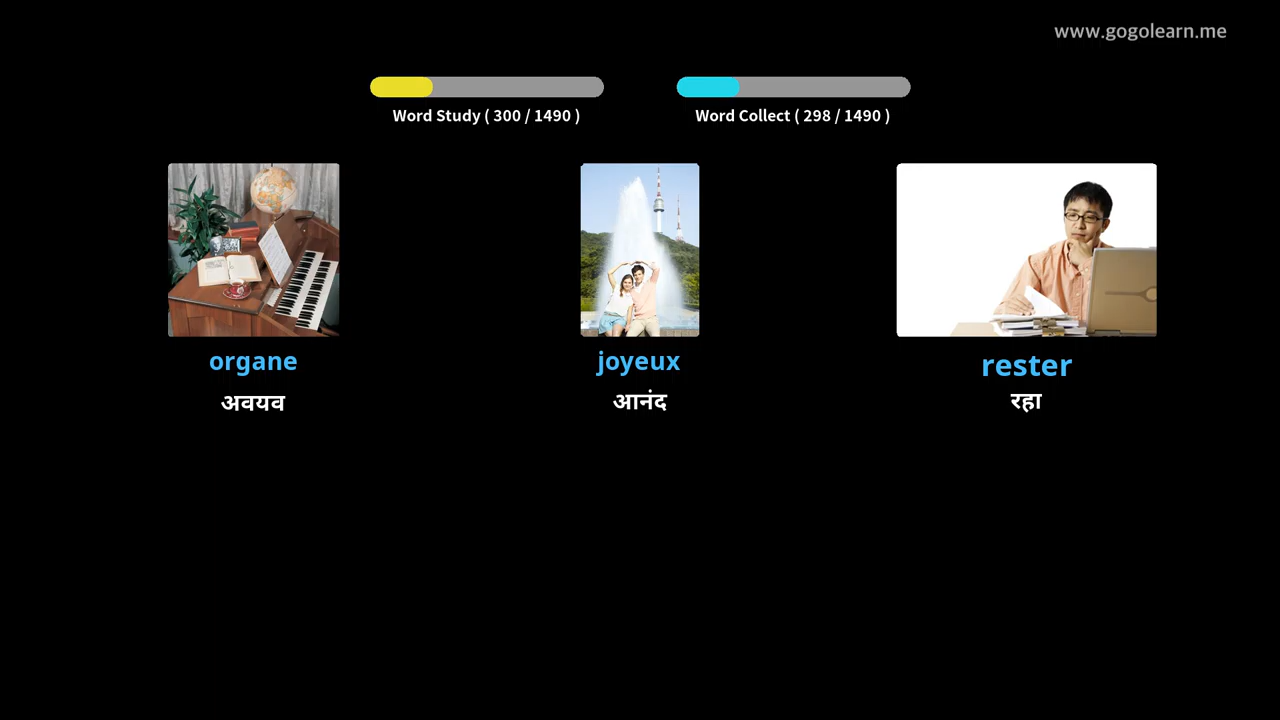 www.gogolearn.me
Word Study ( 300 / 1490 )
Word Collect ( 298 / 1490 )
organe
joyeux
rester
अवयव
आनंद
रहा